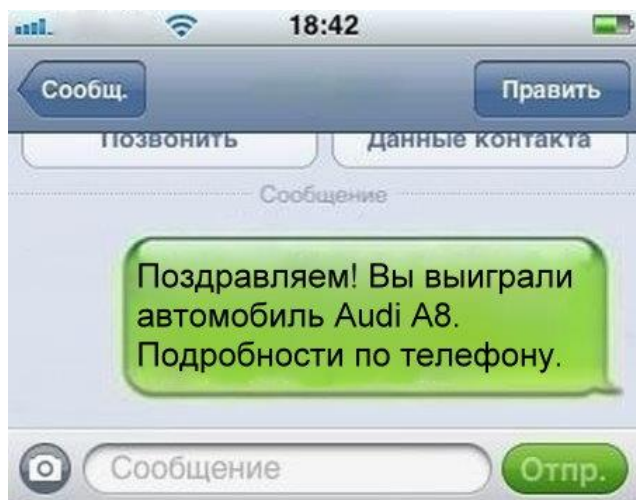 18:42
Сообщ.
Править
Позвонить
Данные контакта
Сообщение
Поздравляем! Вы выиграли
автомобиль Audi A8.
Подробности по телефону.
Сообщение
Отпр.